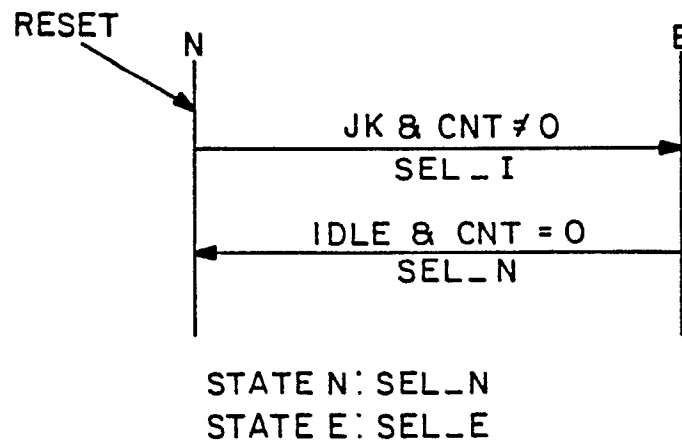 RESET
N
E
JK & CNT ≠ 0
SEL_I
IDLE & CNT = 0
SEL_N
STATE N: SEL_N
STATE E: SEL_E